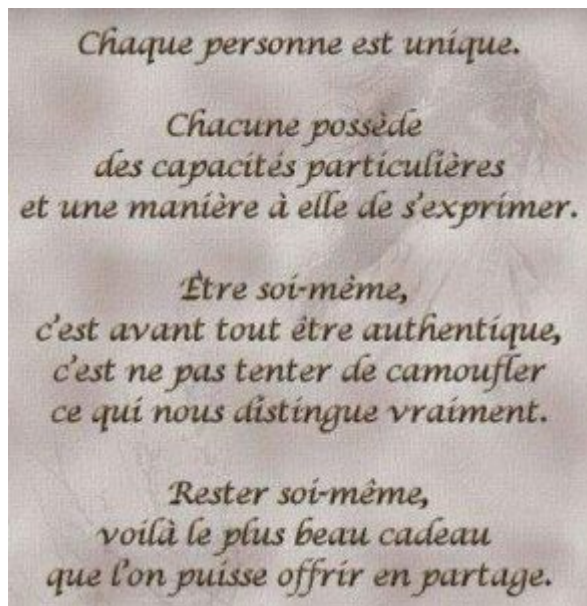 Chaque personne est unique.
Chacune possède
des capacités particulières
et une manière à elle de s'exprimer.
Être soi-même,
c'est avant tout être authentique,
c'est ne pas tenter de camoufler
ce qui nous distingue vraiment.
Rester soi-même,
voilà le plus beau cadeau
que l'on puisse offrir en partage.